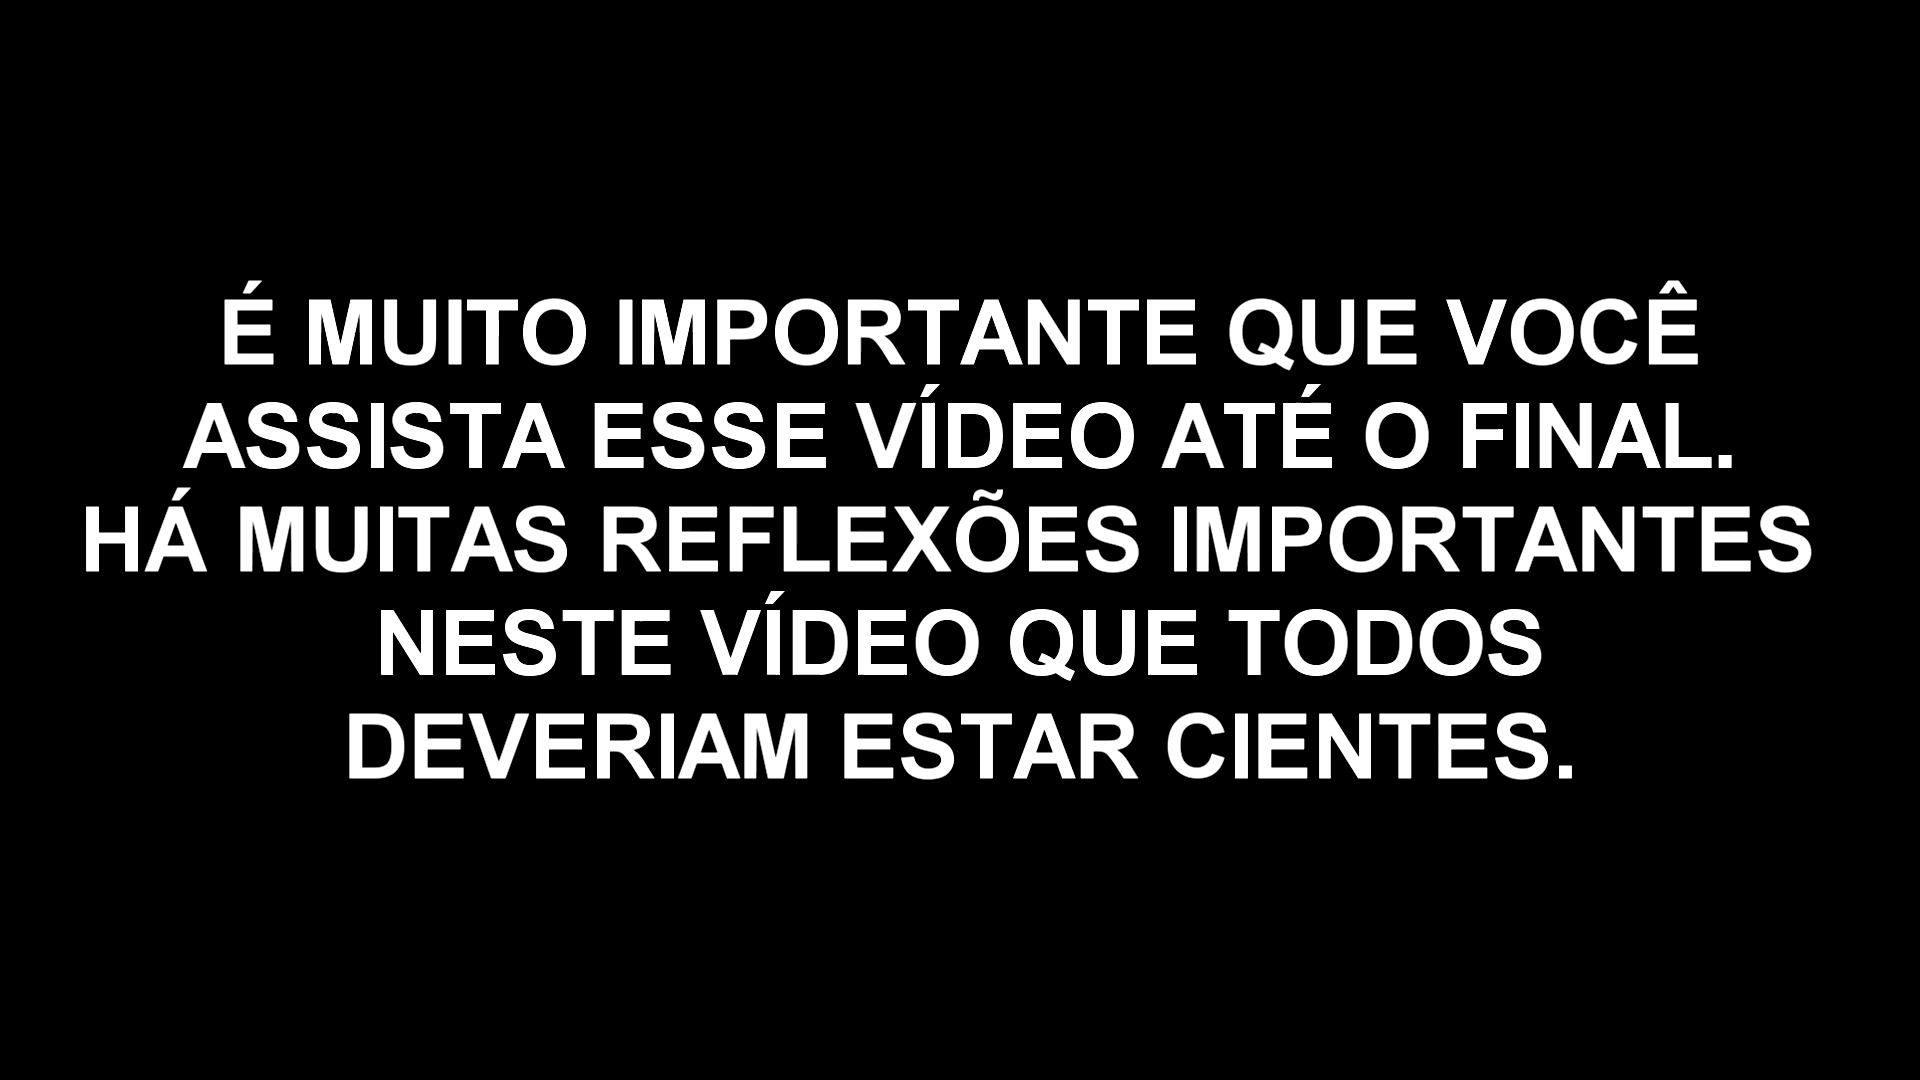 É MUITO IMPORTANTE QUE VOCÊ
ASSISTA ESSE VÍDEO ATÉ O FINAL.
HÁ MUITAS REFLEXÕES IMPORTANTES
NESTE VÍDEO QUE TODOS
DEVERIAM ESTAR CIENTES.